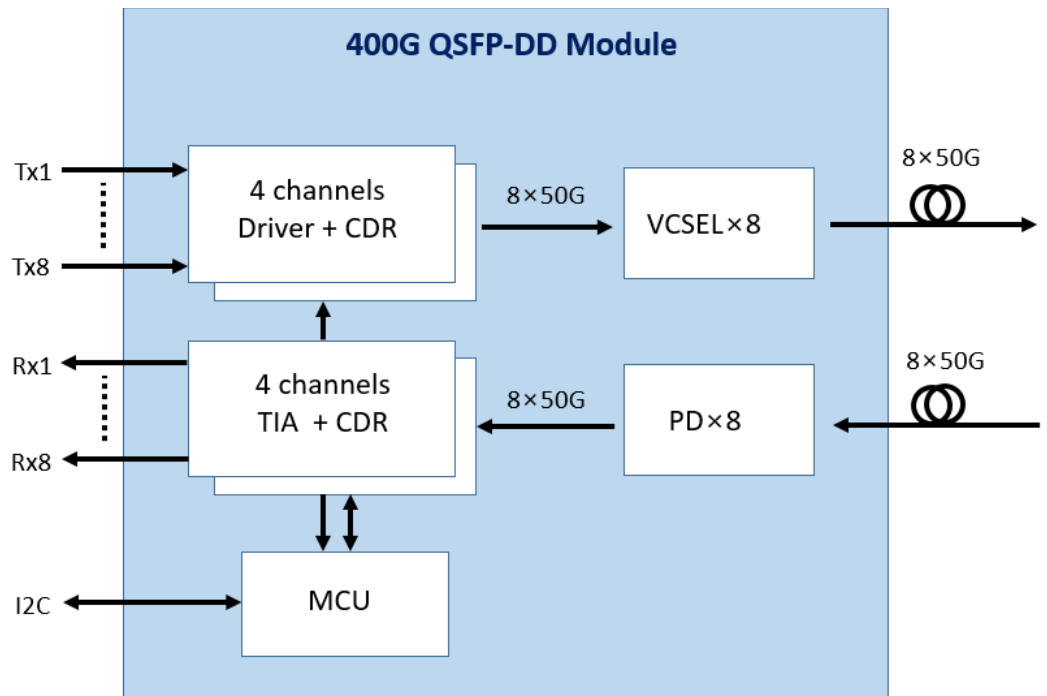 400G QSFP-DD Module
Tx1
Tx8
4 channels
Driver + CDR
8×50G
VCSEL×8
8×50G
Rx1
Rx8
4 channels
TIA + CDR
8×50G
PD×8
8×50G
I2C
MCU